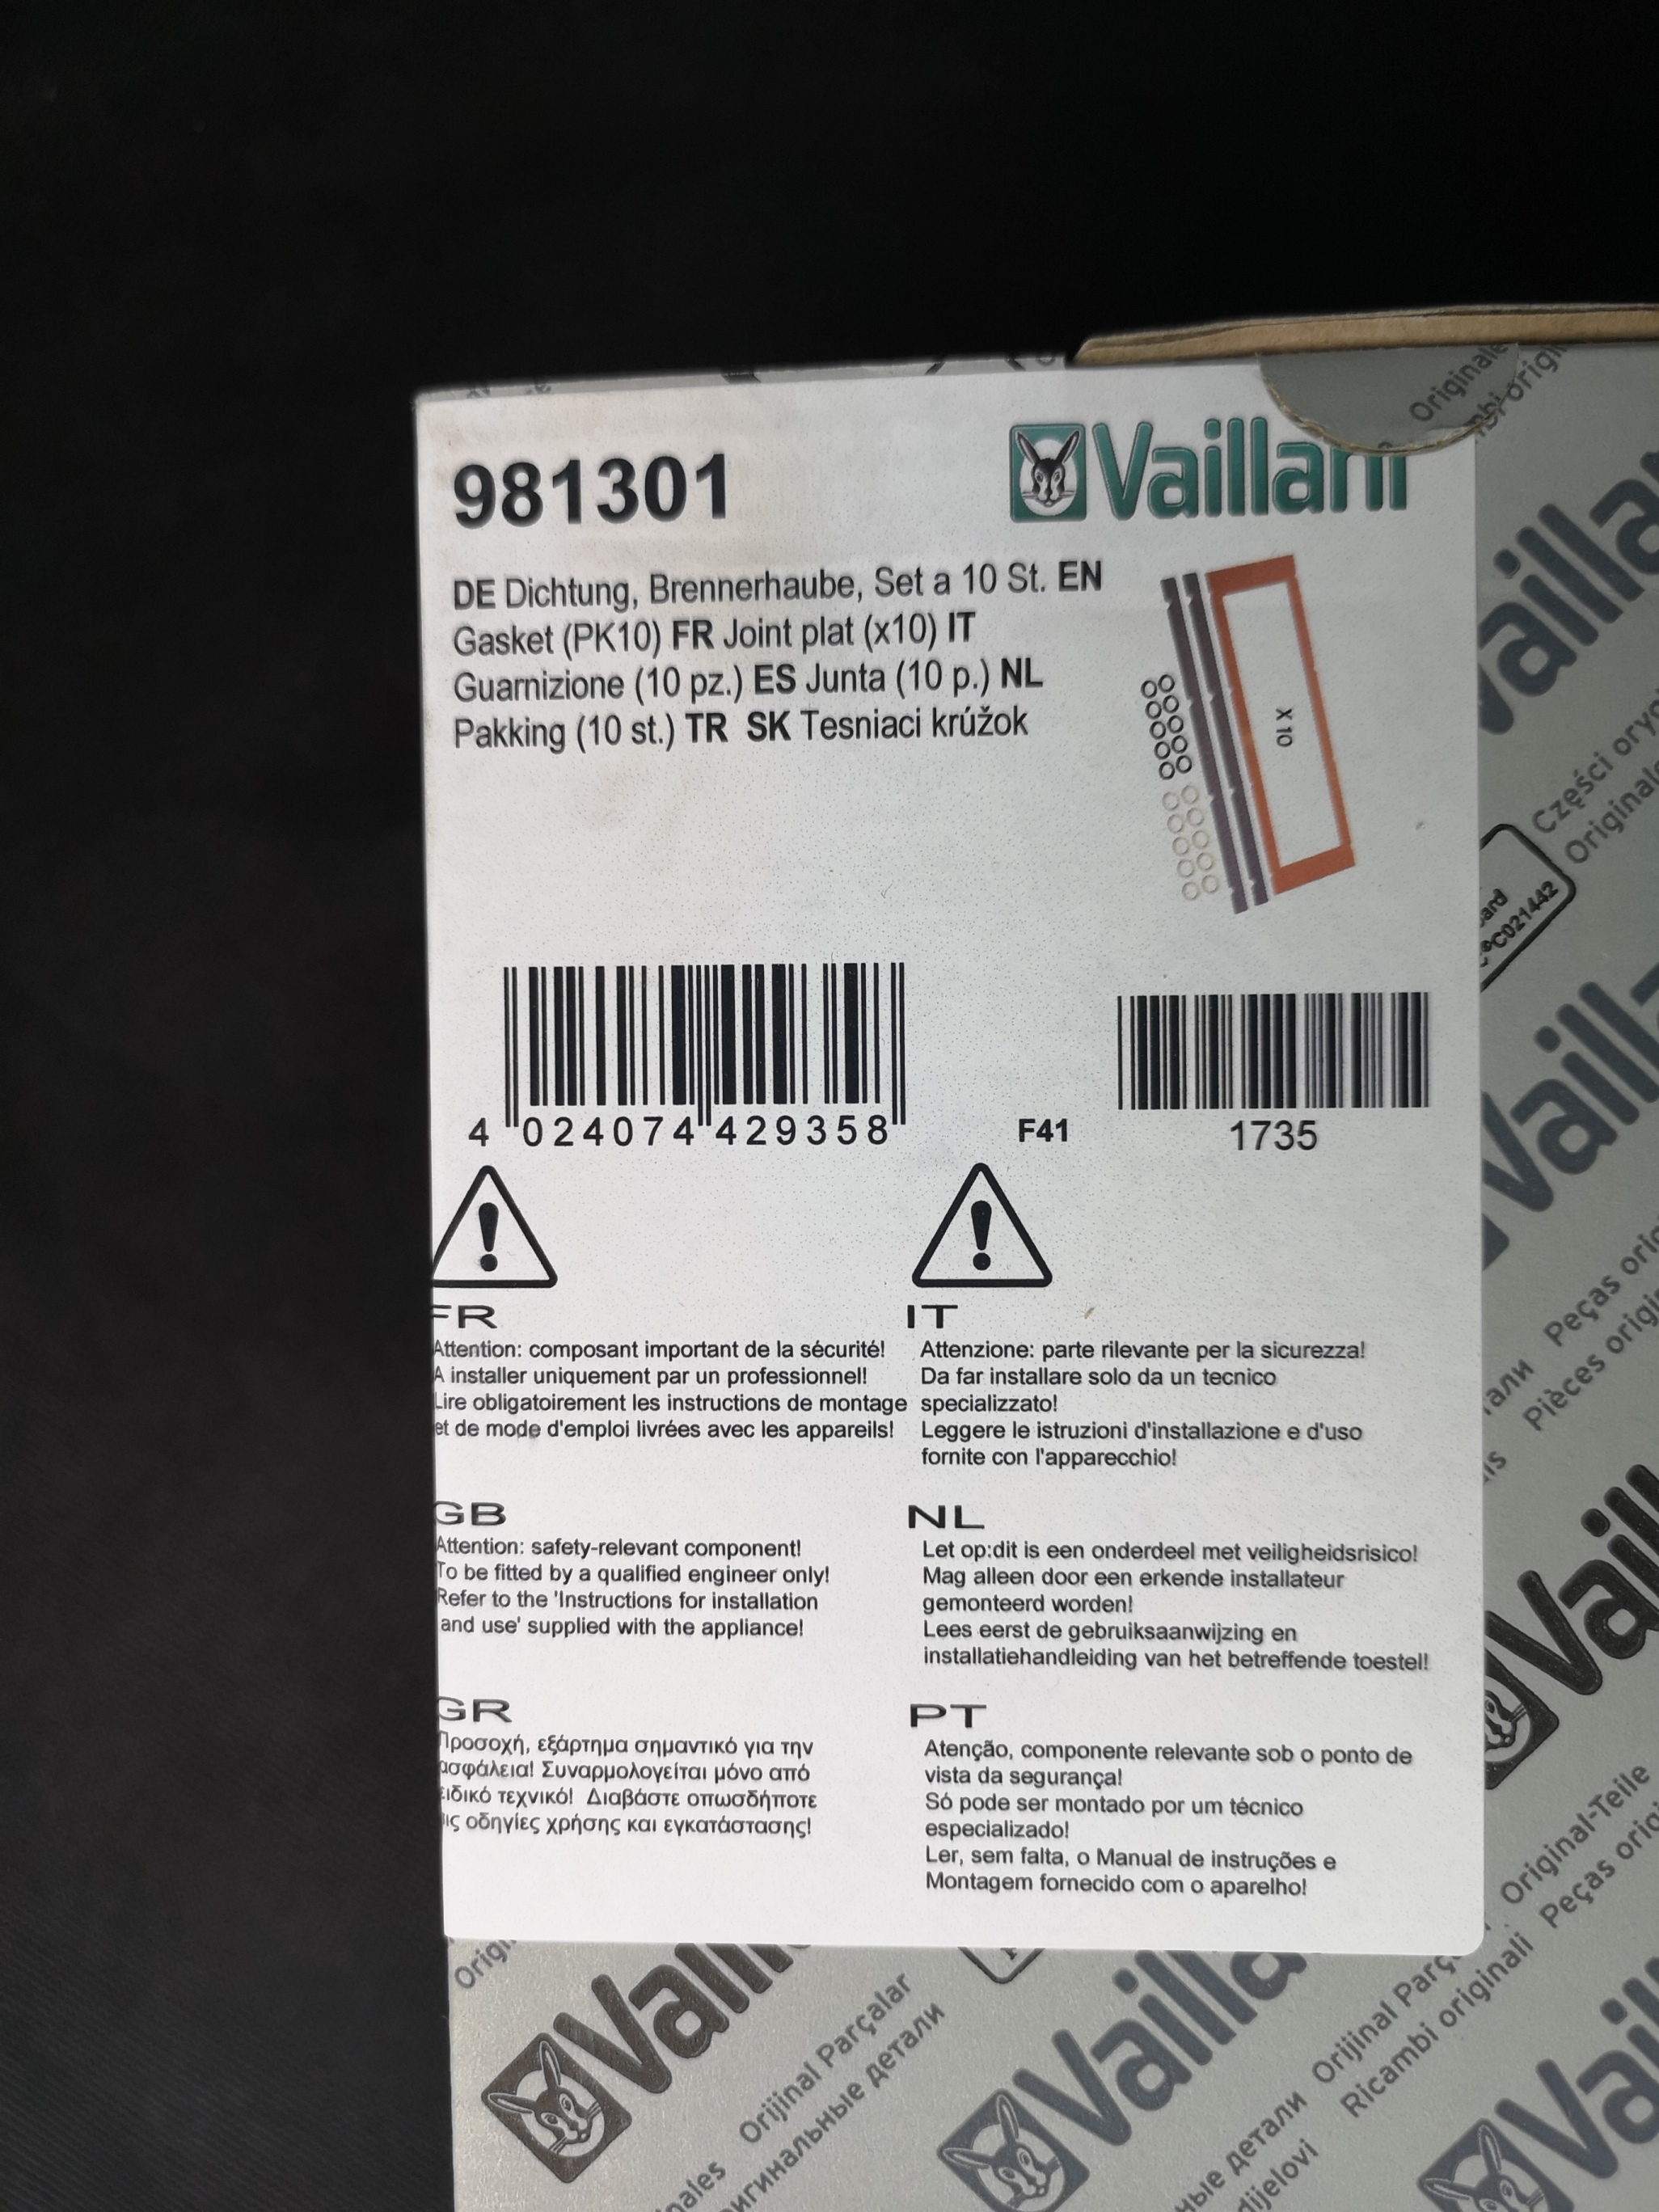 981301
Vaillant
DE Dichtung, Brennerhaube, Set a 10 St. EN
Gasket (PK10) FR Joint plat (x10) IT
Guarnizione (10 pz.) ES Junta (10 p.) NL
Pakking (10 st.) TR SK Tesniaci krúžok
X 10
4 024074 429358
F41
1735
FR
Attention: composant important de la sécurité!
A installer uniquement par un professionnel!
Lire obligatoirement les instructions de montage
et de mode d'emploi livrées avec les appareils!
IT
Attenzione: parte rilevante per la sicurezza!
Da far installare solo da un tecnico
specializzato!
Leggere le istruzioni d'installazione e d'uso
fornite con l'apparecchio!
GB
Attention: safety-relevant component!
To be fitted by a qualified engineer only!
Refer to the 'Instructions for installation
and use' supplied with the appliance!
NL
Let op:dit is een onderdeel met veiligheidsrisico!
Mag alleen door een erkende installateur
gemonteerd worden!
Lees eerst de gebruiksaanwijzing en
installatiehandleiding van het betreffende toestel!
GR
Προσοχή, εξάρτημα σημαντικό για την
ασφάλεια! Συναρμολογείται μόνο από
ειδικό τεχνικό! Διαβάστε οπωσδήποτε
τις οδηγίες χρήσης και εγκατάστασης!
PT
Atenção, componente relevante sob o ponto de
vista da segurança!
Só pode ser montado por um técnico
especializado!
Ler, sem falta, o Manual de instruções e
Montagem fornecido com o aparelho!
C021442
Części
Peças
Pièces
Vaillant
Original-Teile
Peças
Orijinal Parçalar
Ricambi originali
Vaillant
Orijinal Parçalar
Оригинальные детали
Vaillant
детали